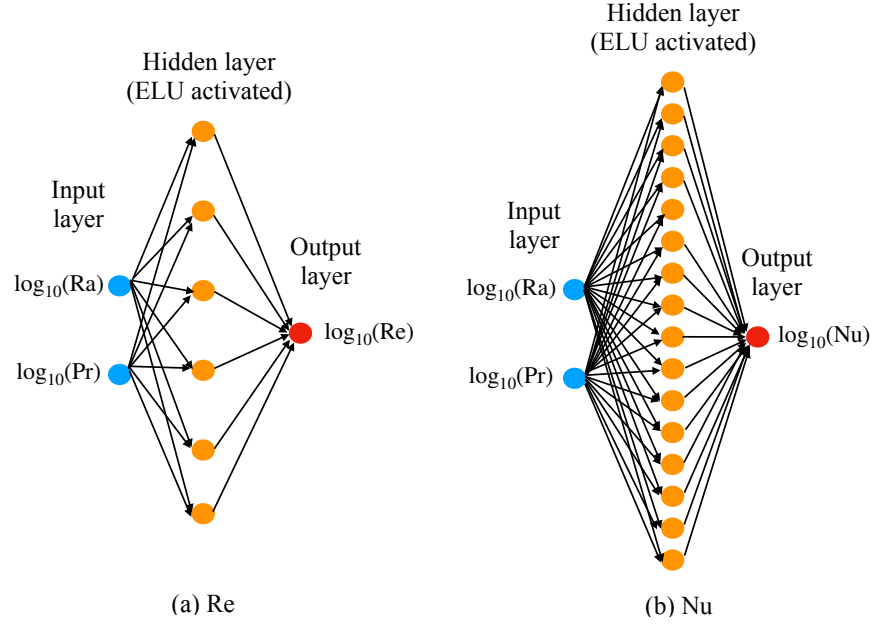 Hidden layer
(ELU activated)
Input
layer
Output
layer
log₁₀(Ra)
log₁₀(Pr)
log₁₀(Re)
(a) Re
Hidden layer
(ELU activated)
Input
layer
Output
layer
log₁₀(Ra)
log₁₀(Pr)
log₁₀(Nu)
(b) Nu